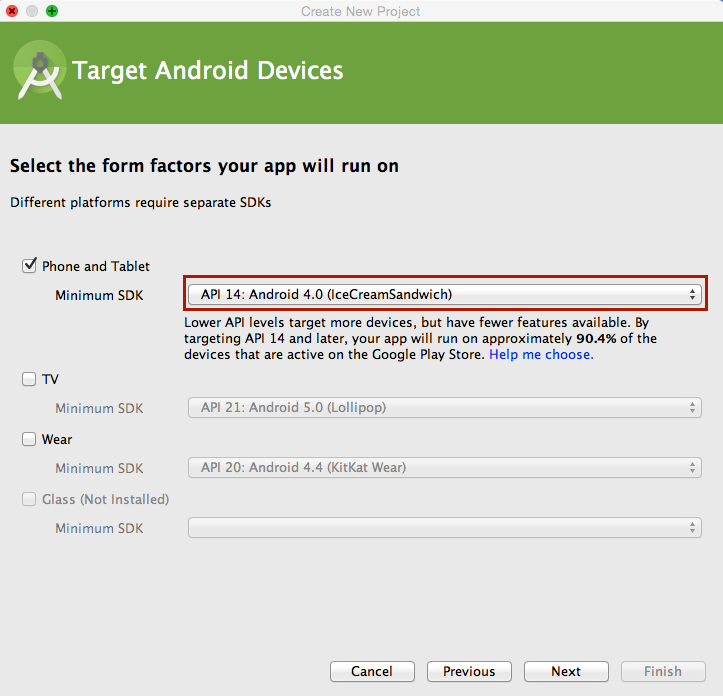 Create New Project
Target Android Devices
Select the form factors your app will run on
Different platforms require separate SDKs
Phone and Tablet
Minimum SDK
API 14: Android 4.0 (IceCreamSandwich)
Lower API levels target more devices, but have fewer features available. By
targeting API 14 and later, your app will run on approximately 90.4% of the
devices that are active on the Google Play Store. Help me choose.
TV
Minimum SDK
API 21: Android 5.0 (Lollipop)
Wear
Minimum SDK
API 20: Android 4.4 (KitKat Wear)
Glass (Not Installed)
Minimum SDK
Cancel
Previous
Next
Finish